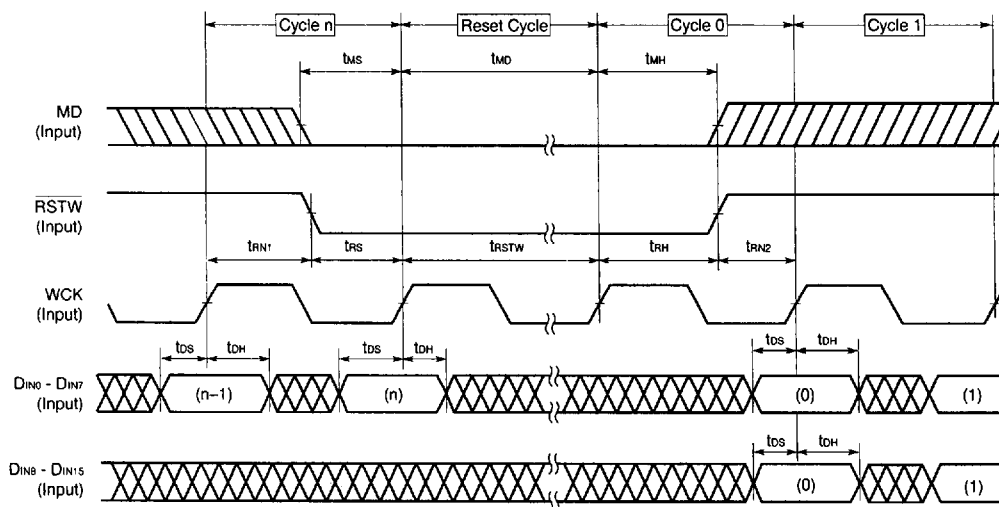 Cycle n Reset Cycle Cycle 0 Cycle 1
tMS tMD tMH
MD
(Input)
RSTW
(Input)
tRN1 tRS tRSTW tRH tRN2
WCK
(Input)
tDS tDH tDS tDH tDS tDH
DIN0 - DIN7
(Input)
(n–1) (n) (0) (1)
tDS tDH
DIN8 - DIN15
(Input)
(0) (1)